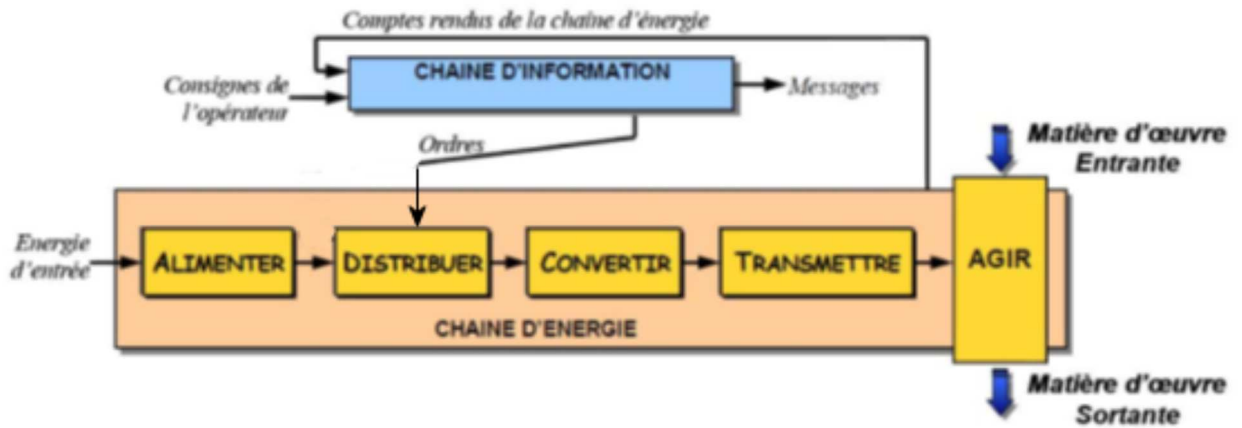 Comptes rendus de la chaîne d'énergie
CHAINE D'INFORMATION
Consignes de
l'opérateur
Messages
Ordres
Matière d'œuvre
Entrante
Energie
d'entrée
ALIMENTER
DISTRIBUER
CONVERTIR
TRANSMETTRE
AGIR
CHAINE D'ENERGIE
Matière d'œuvre
Sortante